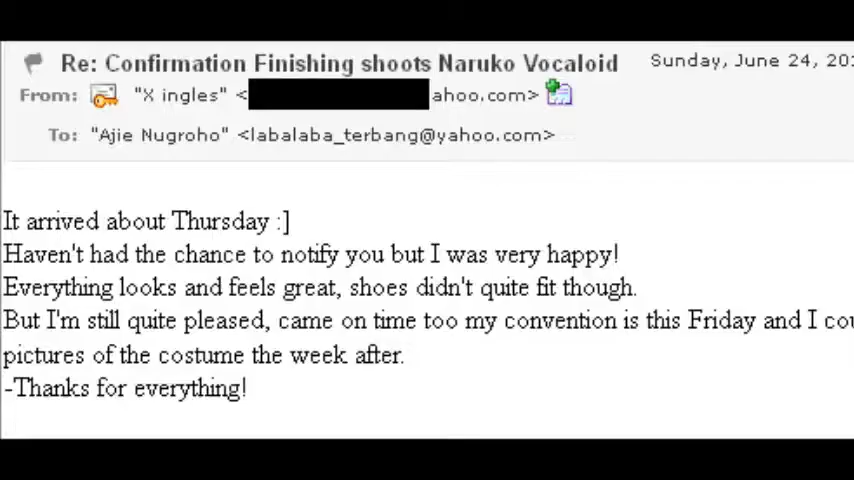 Re: Confirmation Finishing shoots Naruko Vocaloid Sunday, June 24,
From: "X ingles" < ahoo.com>
To: "Ajie Nugroho" <labalaba_terbang@yahoo.com>
It arrived about Thursday :]
Haven't had the chance to notify you but I was very happy!
Everything looks and feels great, shoes didn't quite fit though.
But I'm still quite pleased, came on time too my convention is this Friday and I
pictures of the costume the week after.
-Thanks for everything!